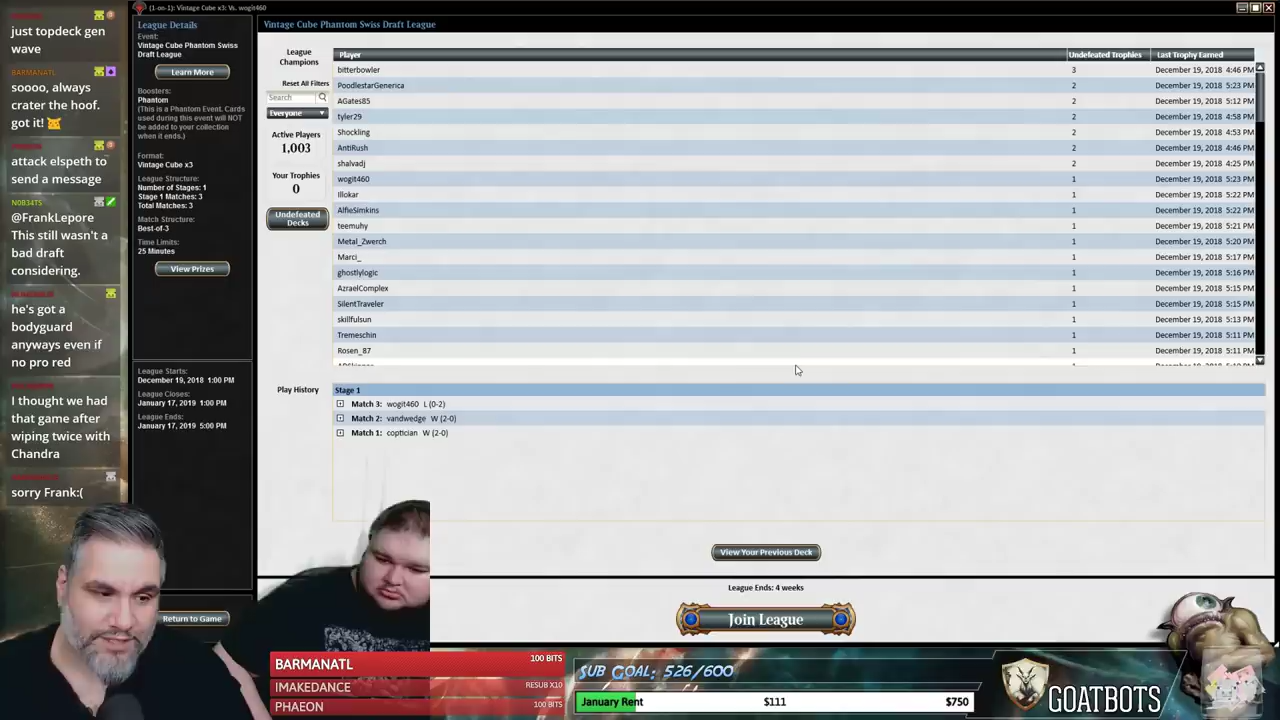 (1-on-1): Vintage Cube x3: Vs. wogit460
just topdeck gen
wave
BARMANATL
soooo, always
crater the hoof.
got it!
attack elspeth to
send a message
N0B34TS
@FrankLepore
This still wasn't a
bad draft
considering.
he's got a
bodyguard
anyways even if
no pro red
I thought we had
that game after
wiping twice with
Chandra
sorry Frank:(
League Details
Event:
Vintage Cube Phantom Swiss
Draft League
Learn More
Boosters:
Phantom
(This is a Phantom Event. Cards
used during this event will NOT
be added to your collection
when it ends.)
Format:
Vintage Cube x3
League Structure:
Number of Stages: 1
Stage 1 Matches: 3
Total Matches: 3
Match Structure:
Best-of-3
Time Limits:
25 Minutes
View Prizes
League Starts:
December 19, 2018 1:00 PM
League Closes:
January 17, 2019 1:00 PM
League Ends:
January 17, 2019 5:00 PM
Return to Game
Vintage Cube Phantom Swiss Draft League
League
Champions
Reset All Filters
Search
Everyone
Active Players
1,003
Your Trophies
0
Undefeated
Decks
Player Undefeated Trophies Last Trophy Earned
bitterbowler 3 December 19, 2018 4:46 PM
PoodlestarGenerica 2 December 19, 2018 5:23 PM
AGates85 2 December 19, 2018 5:12 PM
tyler29 2 December 19, 2018 4:58 PM
Shockling 2 December 19, 2018 4:53 PM
AntiRush 2 December 19, 2018 4:46 PM
shalvadj 2 December 19, 2018 4:25 PM
wogit460 1 December 19, 2018 5:23 PM
Illokar 1 December 19, 2018 5:22 PM
AlfieSimkins 1 December 19, 2018 5:22 PM
teemuhy 1 December 19, 2018 5:21 PM
Metal_Zwerch 1 December 19, 2018 5:20 PM
Marci_ 1 December 19, 2018 5:17 PM
ghostlylogic 1 December 19, 2018 5:16 PM
AzraelComplex 1 December 19, 2018 5:15 PM
SilentTraveler 1 December 19, 2018 5:15 PM
skillfulsun 1 December 19, 2018 5:13 PM
Tremeschin 1 December 19, 2018 5:11 PM
Rosen_87 1 December 19, 2018 5:11 PM
Play History
Stage 1
Match 3: wogit460 L (0-2)
Match 2: vandwedge W (2-0)
Match 1: coptician W (2-0)
View Your Previous Deck
League Ends: 4 weeks
Join League
BARMANATL 100 BITS
IMAKEDANCE RESUB X10
PHAEON 100 BITS
SUB GOAL: 526/600
January Rent $111 $750
GOATBOTS